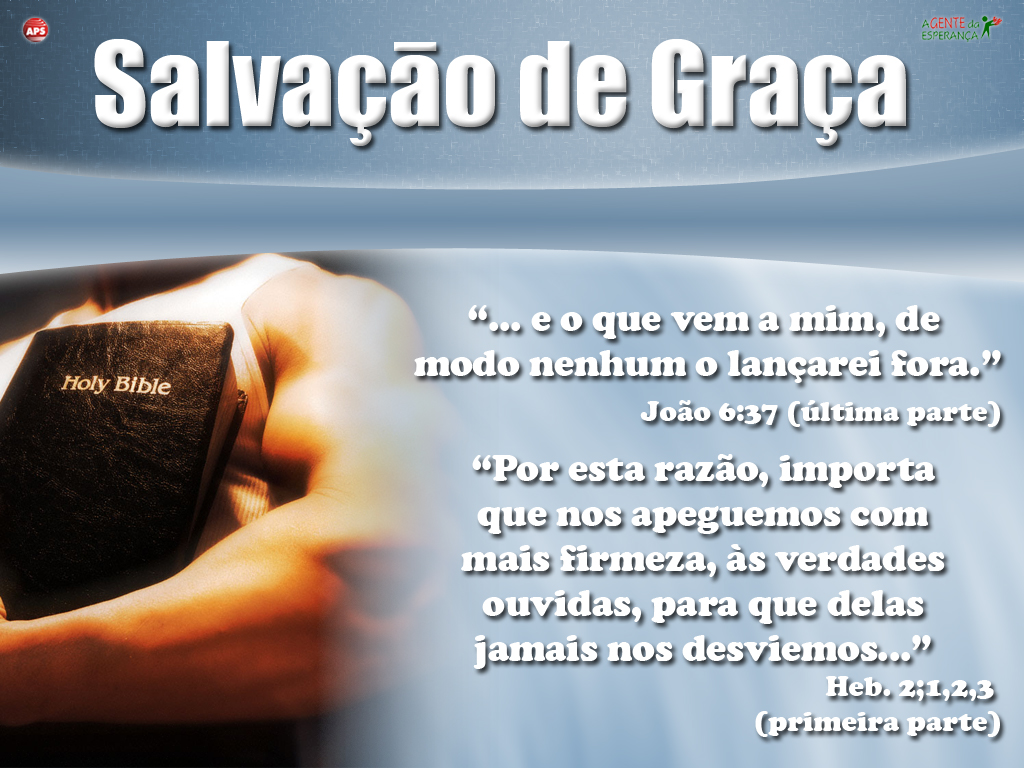 APS
AGENTE da
ESPERANÇA
Salvação de Graça
Holy Bible
“... e o que vem a mim, de
modo nenhum o lançarei fora.”
João 6:37 (última parte)
“Por esta razão, importa
que nos apeguemos com
mais firmeza, às verdades
ouvidas, para que delas
jamais nos desviemos...”
Heb. 2;1,2,3
(primeira parte)